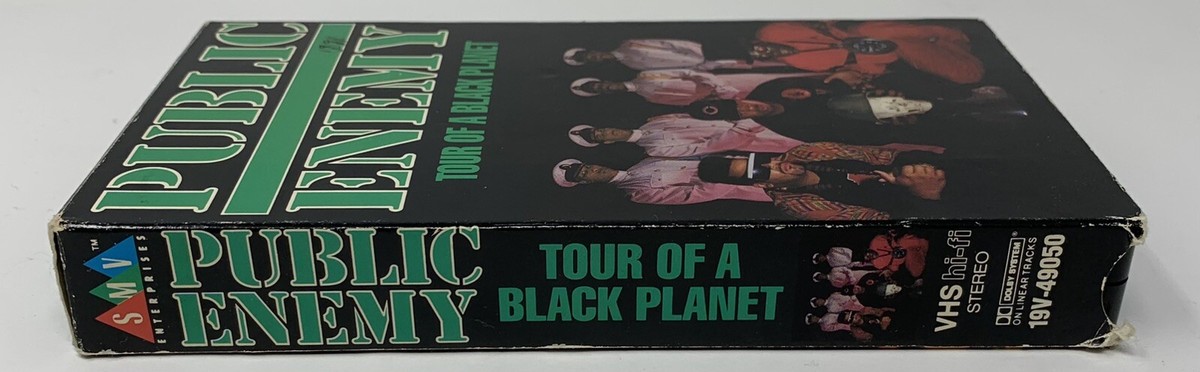 PUBLIC
ENEMY
TOUR OF A BLACK PLANET
SMV™
ENTERPRISES
PUBLIC
ENEMY
TOUR OF A
BLACK PLANET
VHS hi-fi
STEREO
DOLBY SYSTEM®
ON LINEAR TRACKS
19V-49050